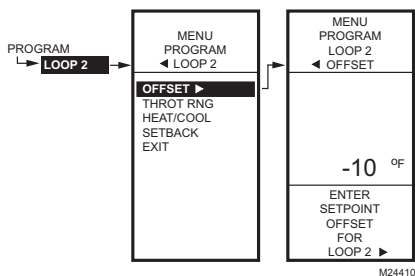 PROGRAM
LOOP 2
MENU
PROGRAM
◄ LOOP 2
OFFSET ►
THROT RNG
HEAT/COOL
SETBACK
EXIT
MENU
PROGRAM
LOOP 2
◄ OFFSET
-10 ºF
ENTER
SETPOINT
OFFSET
FOR
LOOP 2 ►
M24410